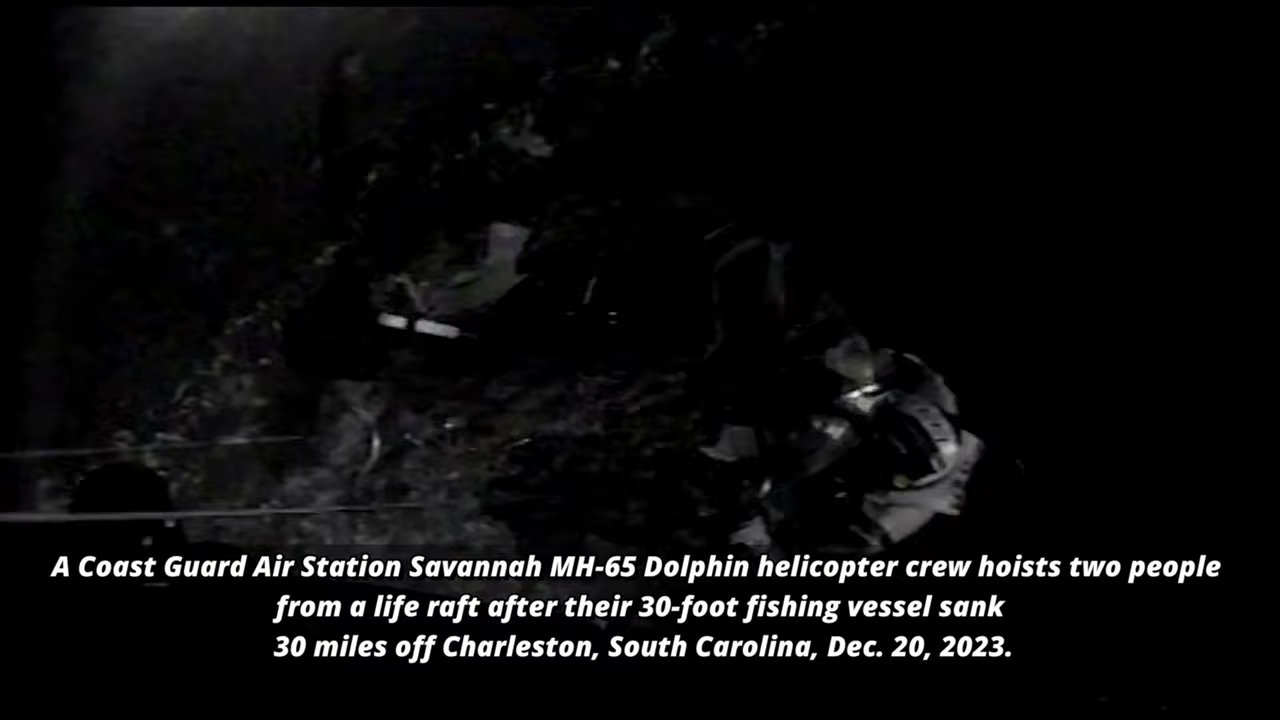 A Coast Guard Air Station Savannah MH-65 Dolphin helicopter crew hoists two people
from a life raft after their 30-foot fishing vessel sank
30 miles off Charleston, South Carolina, Dec. 20, 2023.